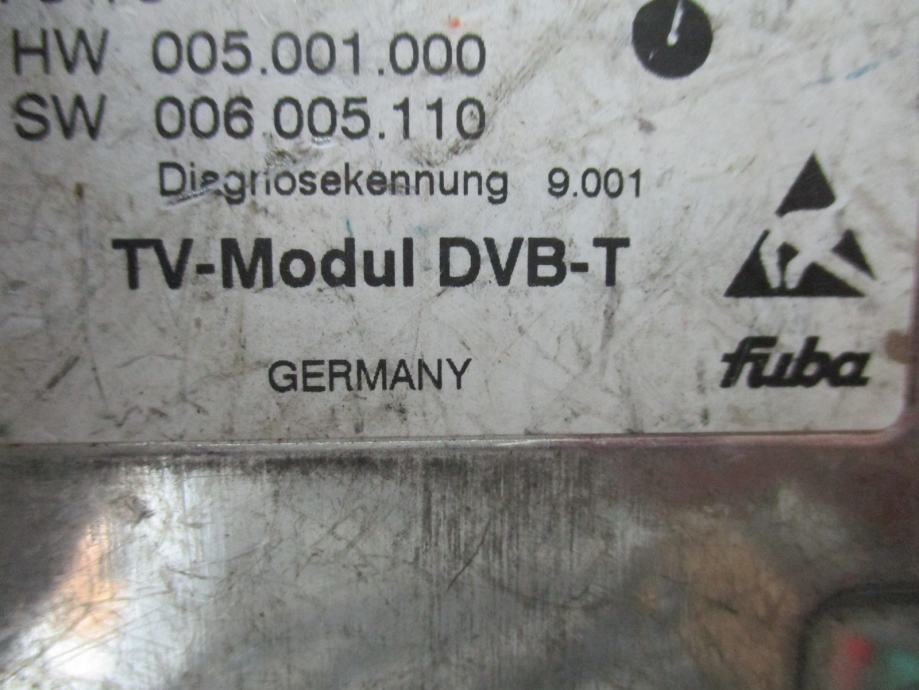 HW 005.001.000
SW 006.005.110
Diagnosekennung 9.001
TV-Modul DVB-T
GERMANY
fuba